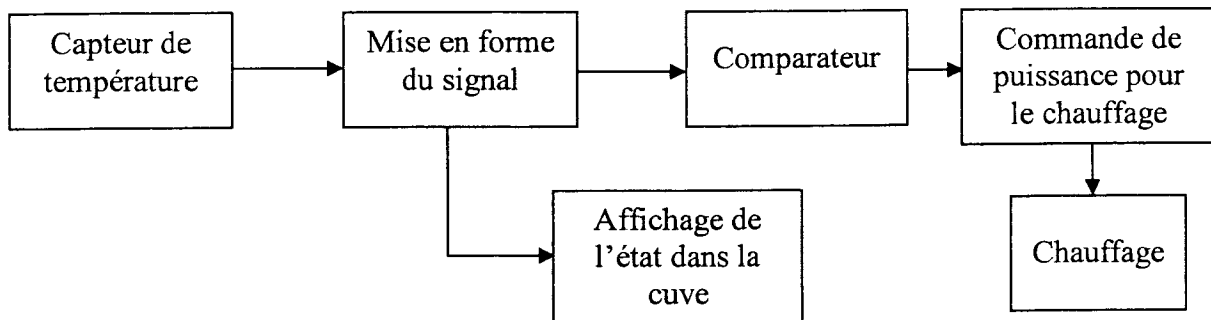 Capteur de
température
Mise en forme
du signal
Comparateur
Commande de
puissance pour
le chauffage
Affichage de
l’état dans la
cuve
Chauffage